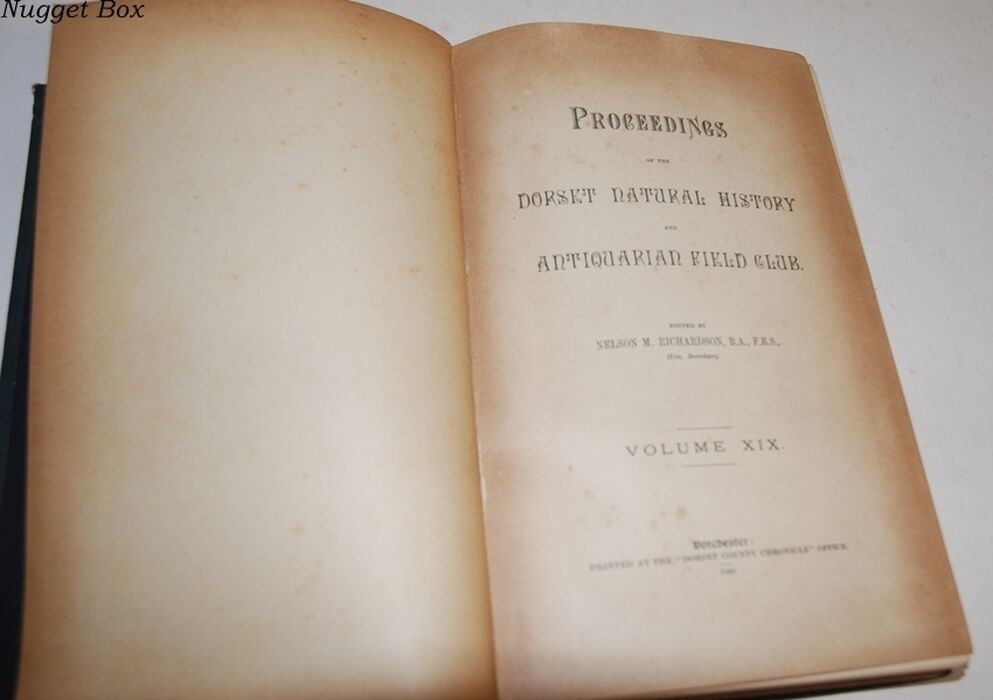 Nugget Box
PROCEEDINGS
OF THE
DORSET NATURAL HISTORY
AND
ANTIQUARIAN FIELD CLUB.
EDITED BY
NELSON M. RICHARDSON, B.A., F.E.S.,
Hon. Secretary.
VOLUME XIX.
Dorchester:
PRINTED AT THE "DORSET COUNTY CHRONICLE" OFFICE.